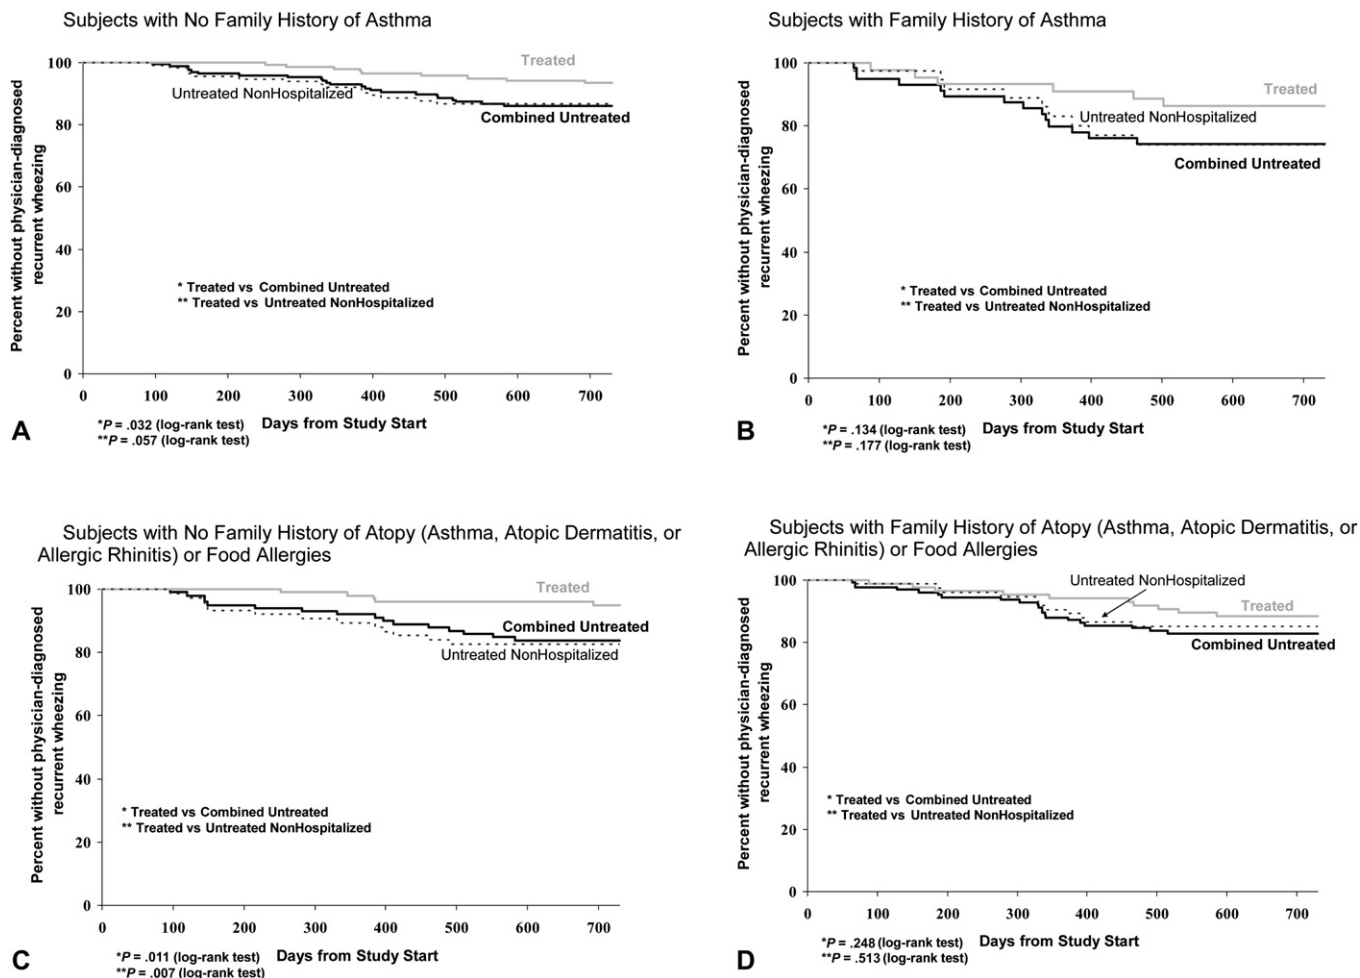 Subjects with No Family History of Asthma
Percent without physician-diagnosed
recurrent wheezing
100
80
60
40
20
0
Treated
Untreated NonHospitalized
Combined Untreated
* Treated vs Combined Untreated
** Treated vs Untreated NonHospitalized
0 100 200 300 400 500 600 700
A
*P = .032 (log-rank test) Days from Study Start
**P = .057 (log-rank test)
Subjects with Family History of Asthma
Percent without physician-diagnosed
recurrent wheezing
100
80
60
40
20
0
Treated
Untreated NonHospitalized
Combined Untreated
* Treated vs Combined Untreated
** Treated vs Untreated NonHospitalized
0 100 200 300 400 500 600 700
B
*P = .134 (log-rank test) Days from Study Start
**P = .177 (log-rank test)
Subjects with No Family History of Atopy (Asthma, Atopic Dermatitis, or
Allergic Rhinitis) or Food Allergies
Percent without physician-diagnosed
recurrent wheezing
100
80
60
40
20
0
Treated
Combined Untreated
Untreated NonHospitalized
* Treated vs Combined Untreated
** Treated vs Untreated NonHospitalized
0 100 200 300 400 500 600 700
C
*P = .011 (log-rank test) Days from Study Start
**P = .007 (log-rank test)
Subjects with Family History of Atopy (Asthma, Atopic Dermatitis, or
Allergic Rhinitis) or Food Allergies
Percent without physician-diagnosed
recurrent wheezing
100
80
60
40
20
0
Untreated NonHospitalized
Treated
Combined Untreated
* Treated vs Combined Untreated
** Treated vs Untreated NonHospitalized
0 100 200 300 400 500 600 700
D
*P = .248 (log-rank test) Days from Study Start
**P = .513 (log-rank test)